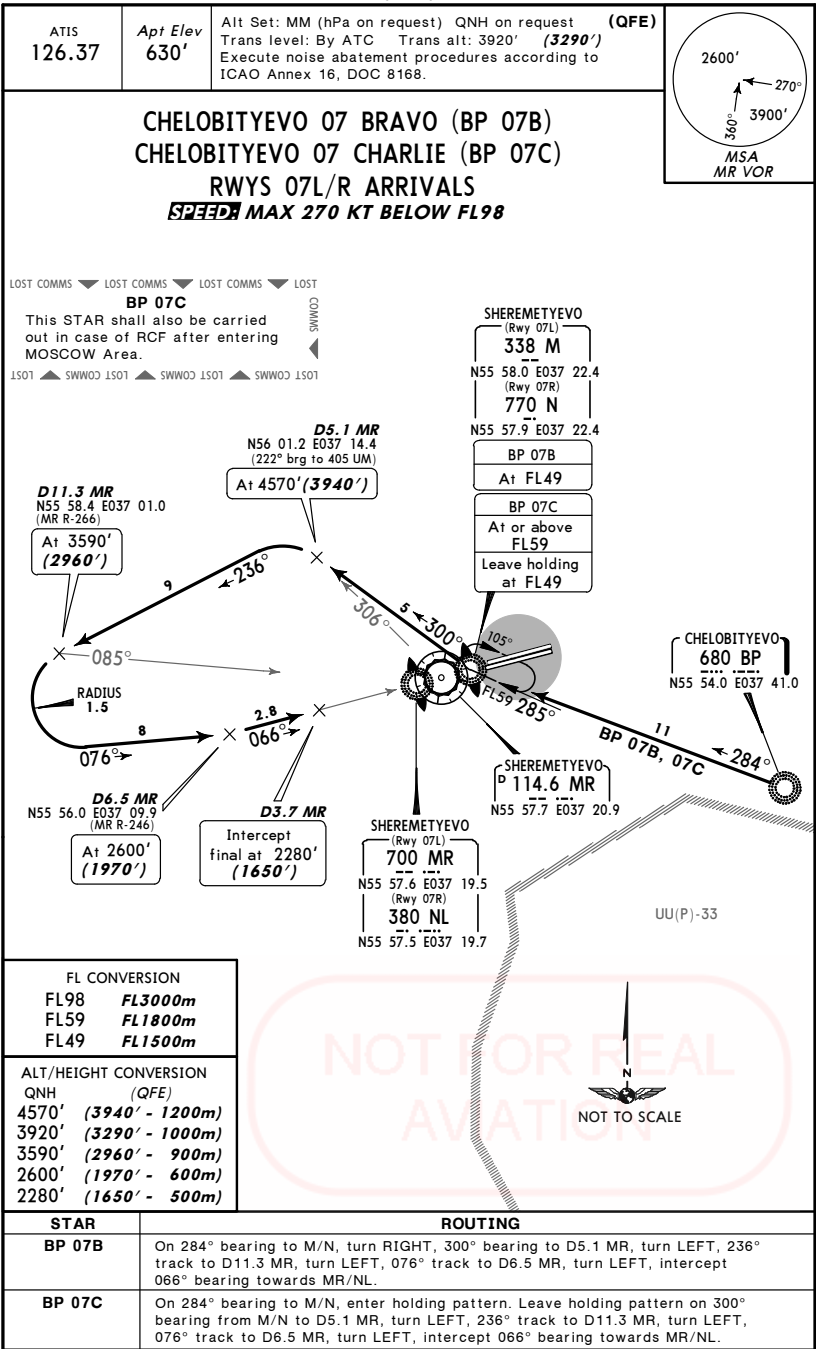 ATIS
126.37
Apt Elev
630'
Alt Set: MM (hPa on request) QNH on request (QFE)
Trans level: By ATC Trans alt: 3920' (3290')
Execute noise abatement procedures according to
ICAO Annex 16, DOC 8168.
2600'
270°
3900'
360°
MSA
MR VOR
CHELOBITYEVO 07 BRAVO (BP 07B)
CHELOBITYEVO 07 CHARLIE (BP 07C)
RWYS 07L/R ARRIVALS
SPEED: MAX 270 KT BELOW FL98
LOST COMMS LOST COMMS LOST COMMS LOST
COMMS
BP 07C
This STAR shall also be carried
out in case of RCF after entering
MOSCOW Area.
LOST COMMS LOST COMMS LOST COMMS LOST
SHEREMETYEVO
(Rwy 07L)
338 M
N55 58.0 E037 22.4
(Rwy 07R)
770 N
N55 57.9 E037 22.4
BP 07B
At FL49
BP 07C
At or above
FL59
Leave holding
at FL49
D5.1 MR
N56 01.2 E037 14.4
(222° brg to 405 UM)
At 4570' (3940')
D11.3 MR
N55 58.4 E037 01.0
(MR R-266)
At 3590'
(2960')
9
236°
306°
5
300°
105°
085°
RADIUS
1.5
FL59 285°
CHELOBITYEVO
680 BP
N55 54.0 E037 41.0
11
BP 07B, 07C
284°
8
076°
2.8
066°
SHEREMETYEVO
D 114.6 MR
N55 57.7 E037 20.9
D6.5 MR
N55 56.0 E037 09.9
(MR R-246)
At 2600'
(1970')
D3.7 MR
Intercept
final at 2280'
(1650')
SHEREMETYEVO
(Rwy 07L)
700 MR
N55 57.6 E037 19.5
(Rwy 07R)
380 NL
N55 57.5 E037 19.7
UU(P)-33
FL CONVERSION
FL98 FL3000m
FL59 FL1800m
FL49 FL1500m
ALT/HEIGHT CONVERSION
QNH (QFE)
4570' (3940' - 1200m)
3920' (3290' - 1000m)
3590' (2960' - 900m)
2600' (1970' - 600m)
2280' (1650' - 500m)
NOT FOR REAL
AVIATION
N
NOT TO SCALE
STAR ROUTING
BP 07B On 284° bearing to M/N, turn RIGHT, 300° bearing to D5.1 MR, turn LEFT, 236°
track to D11.3 MR, turn LEFT, 076° track to D6.5 MR, turn LEFT, intercept
066° bearing towards MR/NL.
BP 07C On 284° bearing to M/N, enter holding pattern. Leave holding pattern on 300°
bearing from M/N to D5.1 MR, turn LEFT, 236° track to D11.3 MR, turn LEFT,
076° track to D6.5 MR, turn LEFT, intercept 066° bearing towards MR/NL.